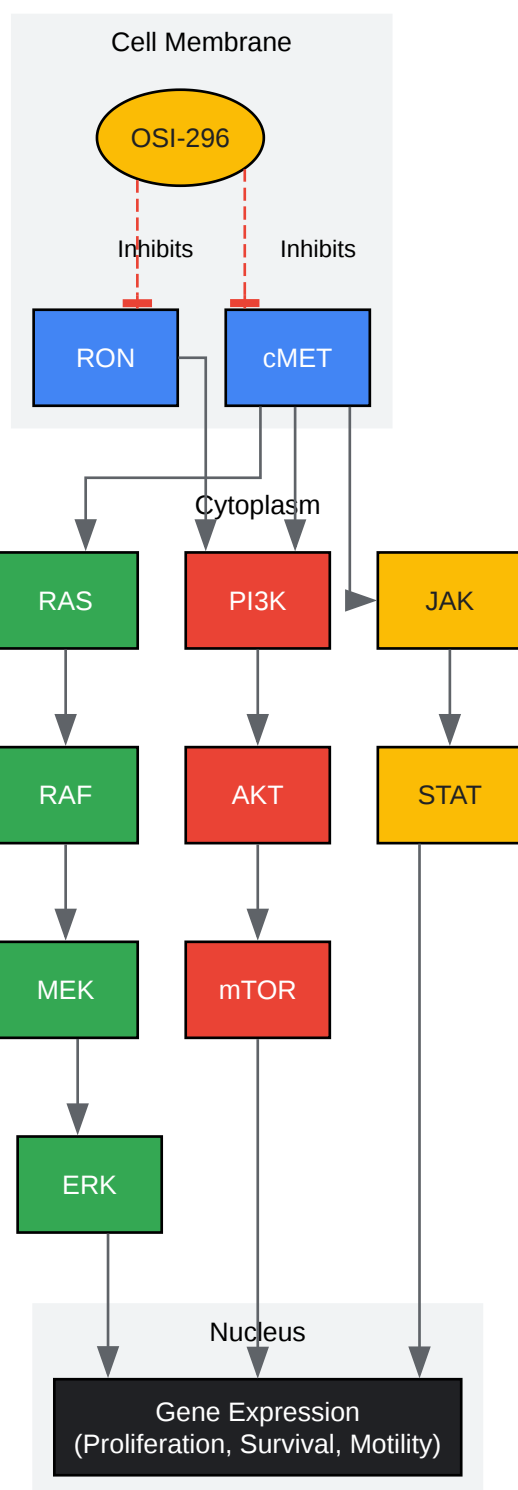 Cell Membrane
OSI-296
Inhibits
Inhibits
RON
cMET
Cytoplasm
RAS
PI3K
JAK
RAF
AKT
STAT
MEK
mTOR
ERK
Nucleus
Gene Expression
(Proliferation, Survival, Motility)